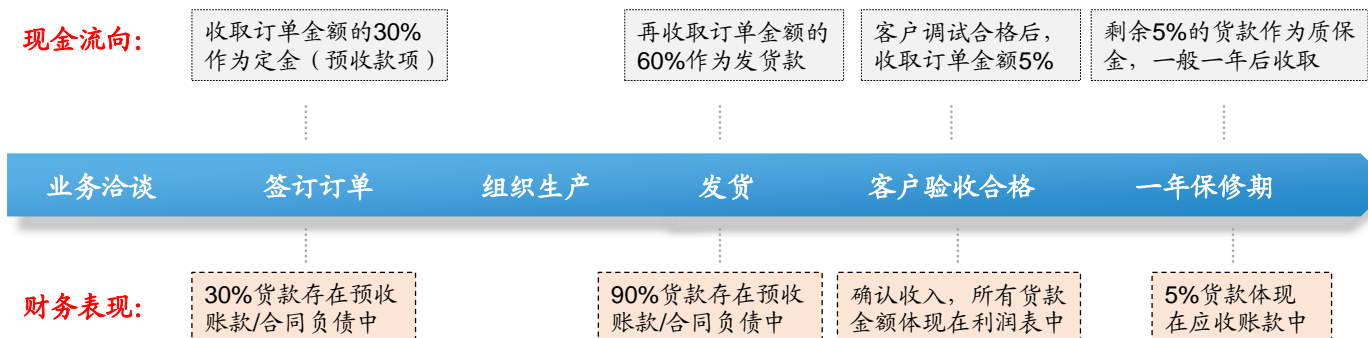 现金流向：
收取订单金额的30%
作为定金（预收款项）
再收取订单金额的
60%作为发货款
客户调试合格后，
收取订单金额5%
剩余5%的货款作为质保
金，一般一年后收取
业务洽谈
签订订单
组织生产
发货
客户验收合格
一年保修期
财务表现：
30%货款存在预收
账款/合同负债中
90%货款存在预收
账款/合同负债中
确认收入，所有货款
金额体现在利润表中
5%货款体现
在应收账款中